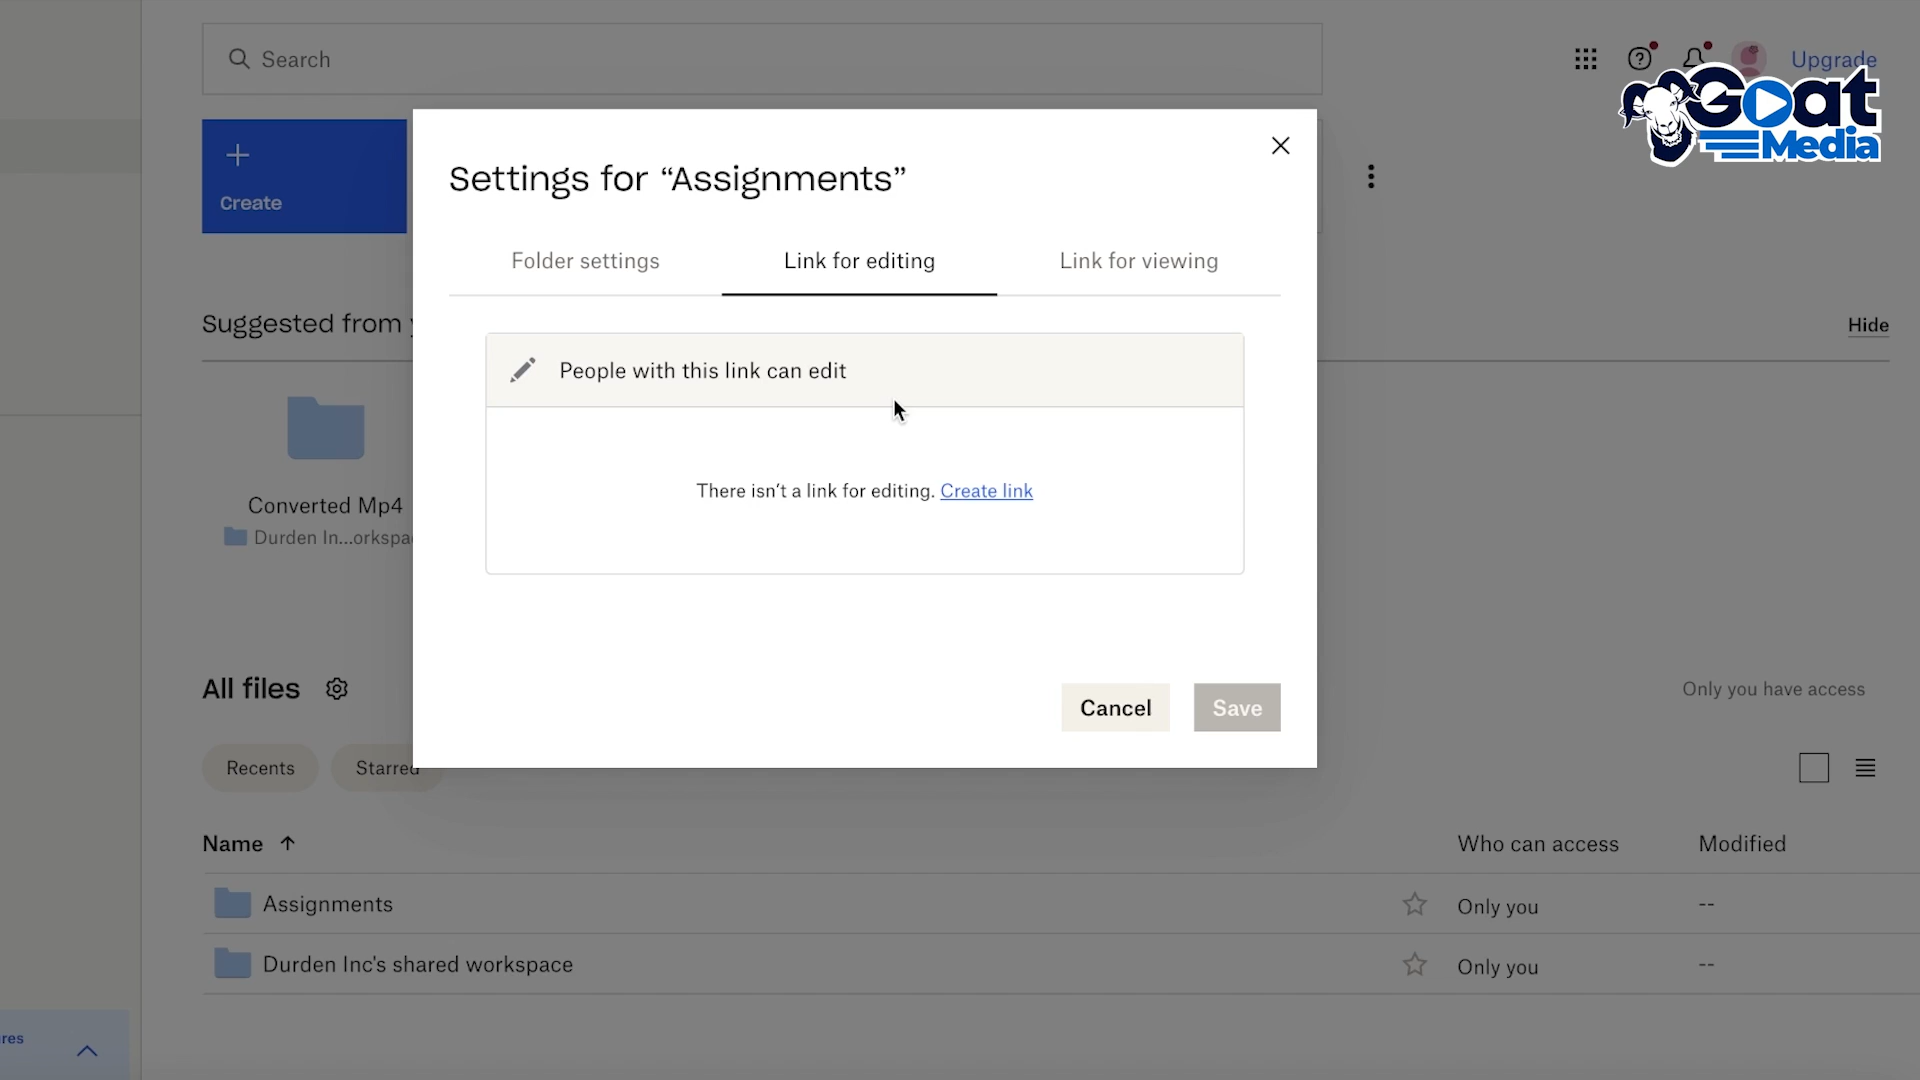 Search
Upgrade
Goat
Media
Create
Settings for “Assignments”
Folder settings
Link for editing
Link for viewing
Suggested from
Hide
People with this link can edit
There isn’t a link for editing. Create link
Converted Mp4
Durden In...orkspa
Cancel
Save
All files
Only you have access
Recents
Starred
Name
Who can access
Modified
Assignments
Only you
--
Durden Inc's shared workspace
Only you
--
res